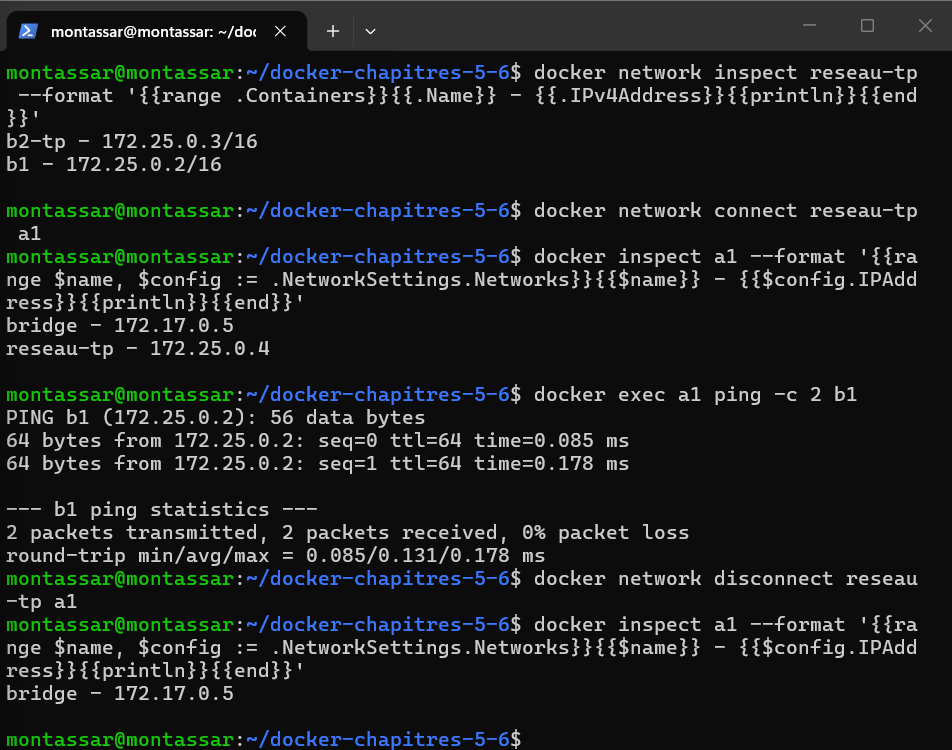 montassar@montassar: ~/doc
montassar@montassar:~/docker-chapitres-5-6$ docker network inspect reseau-tp
 --format '{{range .Containers}}{{.Name}} - {{.IPv4Address}}{{println}}{{end
}}'
b2-tp - 172.25.0.3/16
b1 - 172.25.0.2/16
montassar@montassar:~/docker-chapitres-5-6$ docker network connect reseau-tp
 a1
montassar@montassar:~/docker-chapitres-5-6$ docker inspect a1 --format '{{ra
nge $name, $config := .NetworkSettings.Networks}}{{$name}} - {{$config.IPAdd
ress}}{{println}}{{end}}'
bridge - 172.17.0.5
reseau-tp - 172.25.0.4
montassar@montassar:~/docker-chapitres-5-6$ docker exec a1 ping -c 2 b1
PING b1 (172.25.0.2): 56 data bytes
64 bytes from 172.25.0.2: seq=0 ttl=64 time=0.085 ms
64 bytes from 172.25.0.2: seq=1 ttl=64 time=0.178 ms
--- b1 ping statistics ---
2 packets transmitted, 2 packets received, 0% packet loss
round-trip min/avg/max = 0.085/0.131/0.178 ms
montassar@montassar:~/docker-chapitres-5-6$ docker network disconnect reseau
-tp a1
montassar@montassar:~/docker-chapitres-5-6$ docker inspect a1 --format '{{ra
nge $name, $config := .NetworkSettings.Networks}}{{$name}} - {{$config.IPAdd
ress}}{{println}}{{end}}'
bridge - 172.17.0.5
montassar@montassar:~/docker-chapitres-5-6$